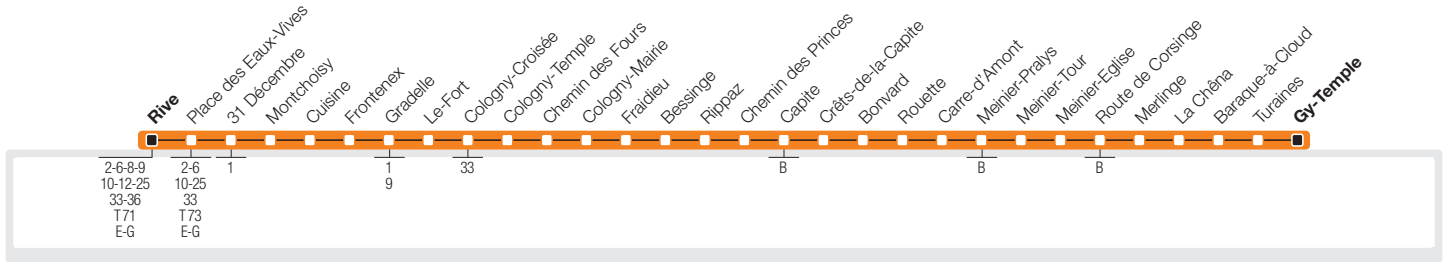 Rive
Place des Eaux-Vives
31 Décembre
Montchoisy
Cuisine
Frontenex
Gradelle
Le-Fort
Cologny-Croisée
Cologny-Temple
Chemin des Fours
Cologny-Mairie
Fraidieu
Bessinge
Rippaz
Chemin des Princes
Capite
Crêts-de-la-Capite
Bonvard
Rouette
Carre-d'Amont
Meinier-Pralys
Meinier-Tour
Meinier-Eglise
Route de Corsinge
Merlinge
La Chêna
Baraque-à-Cloud
Turaines
Gy-Temple
2-6-8-9
10-12-25
33-36
T71
E-G
2-6
10-25
33
T73
E-G
1
1
9
33
B
B
B